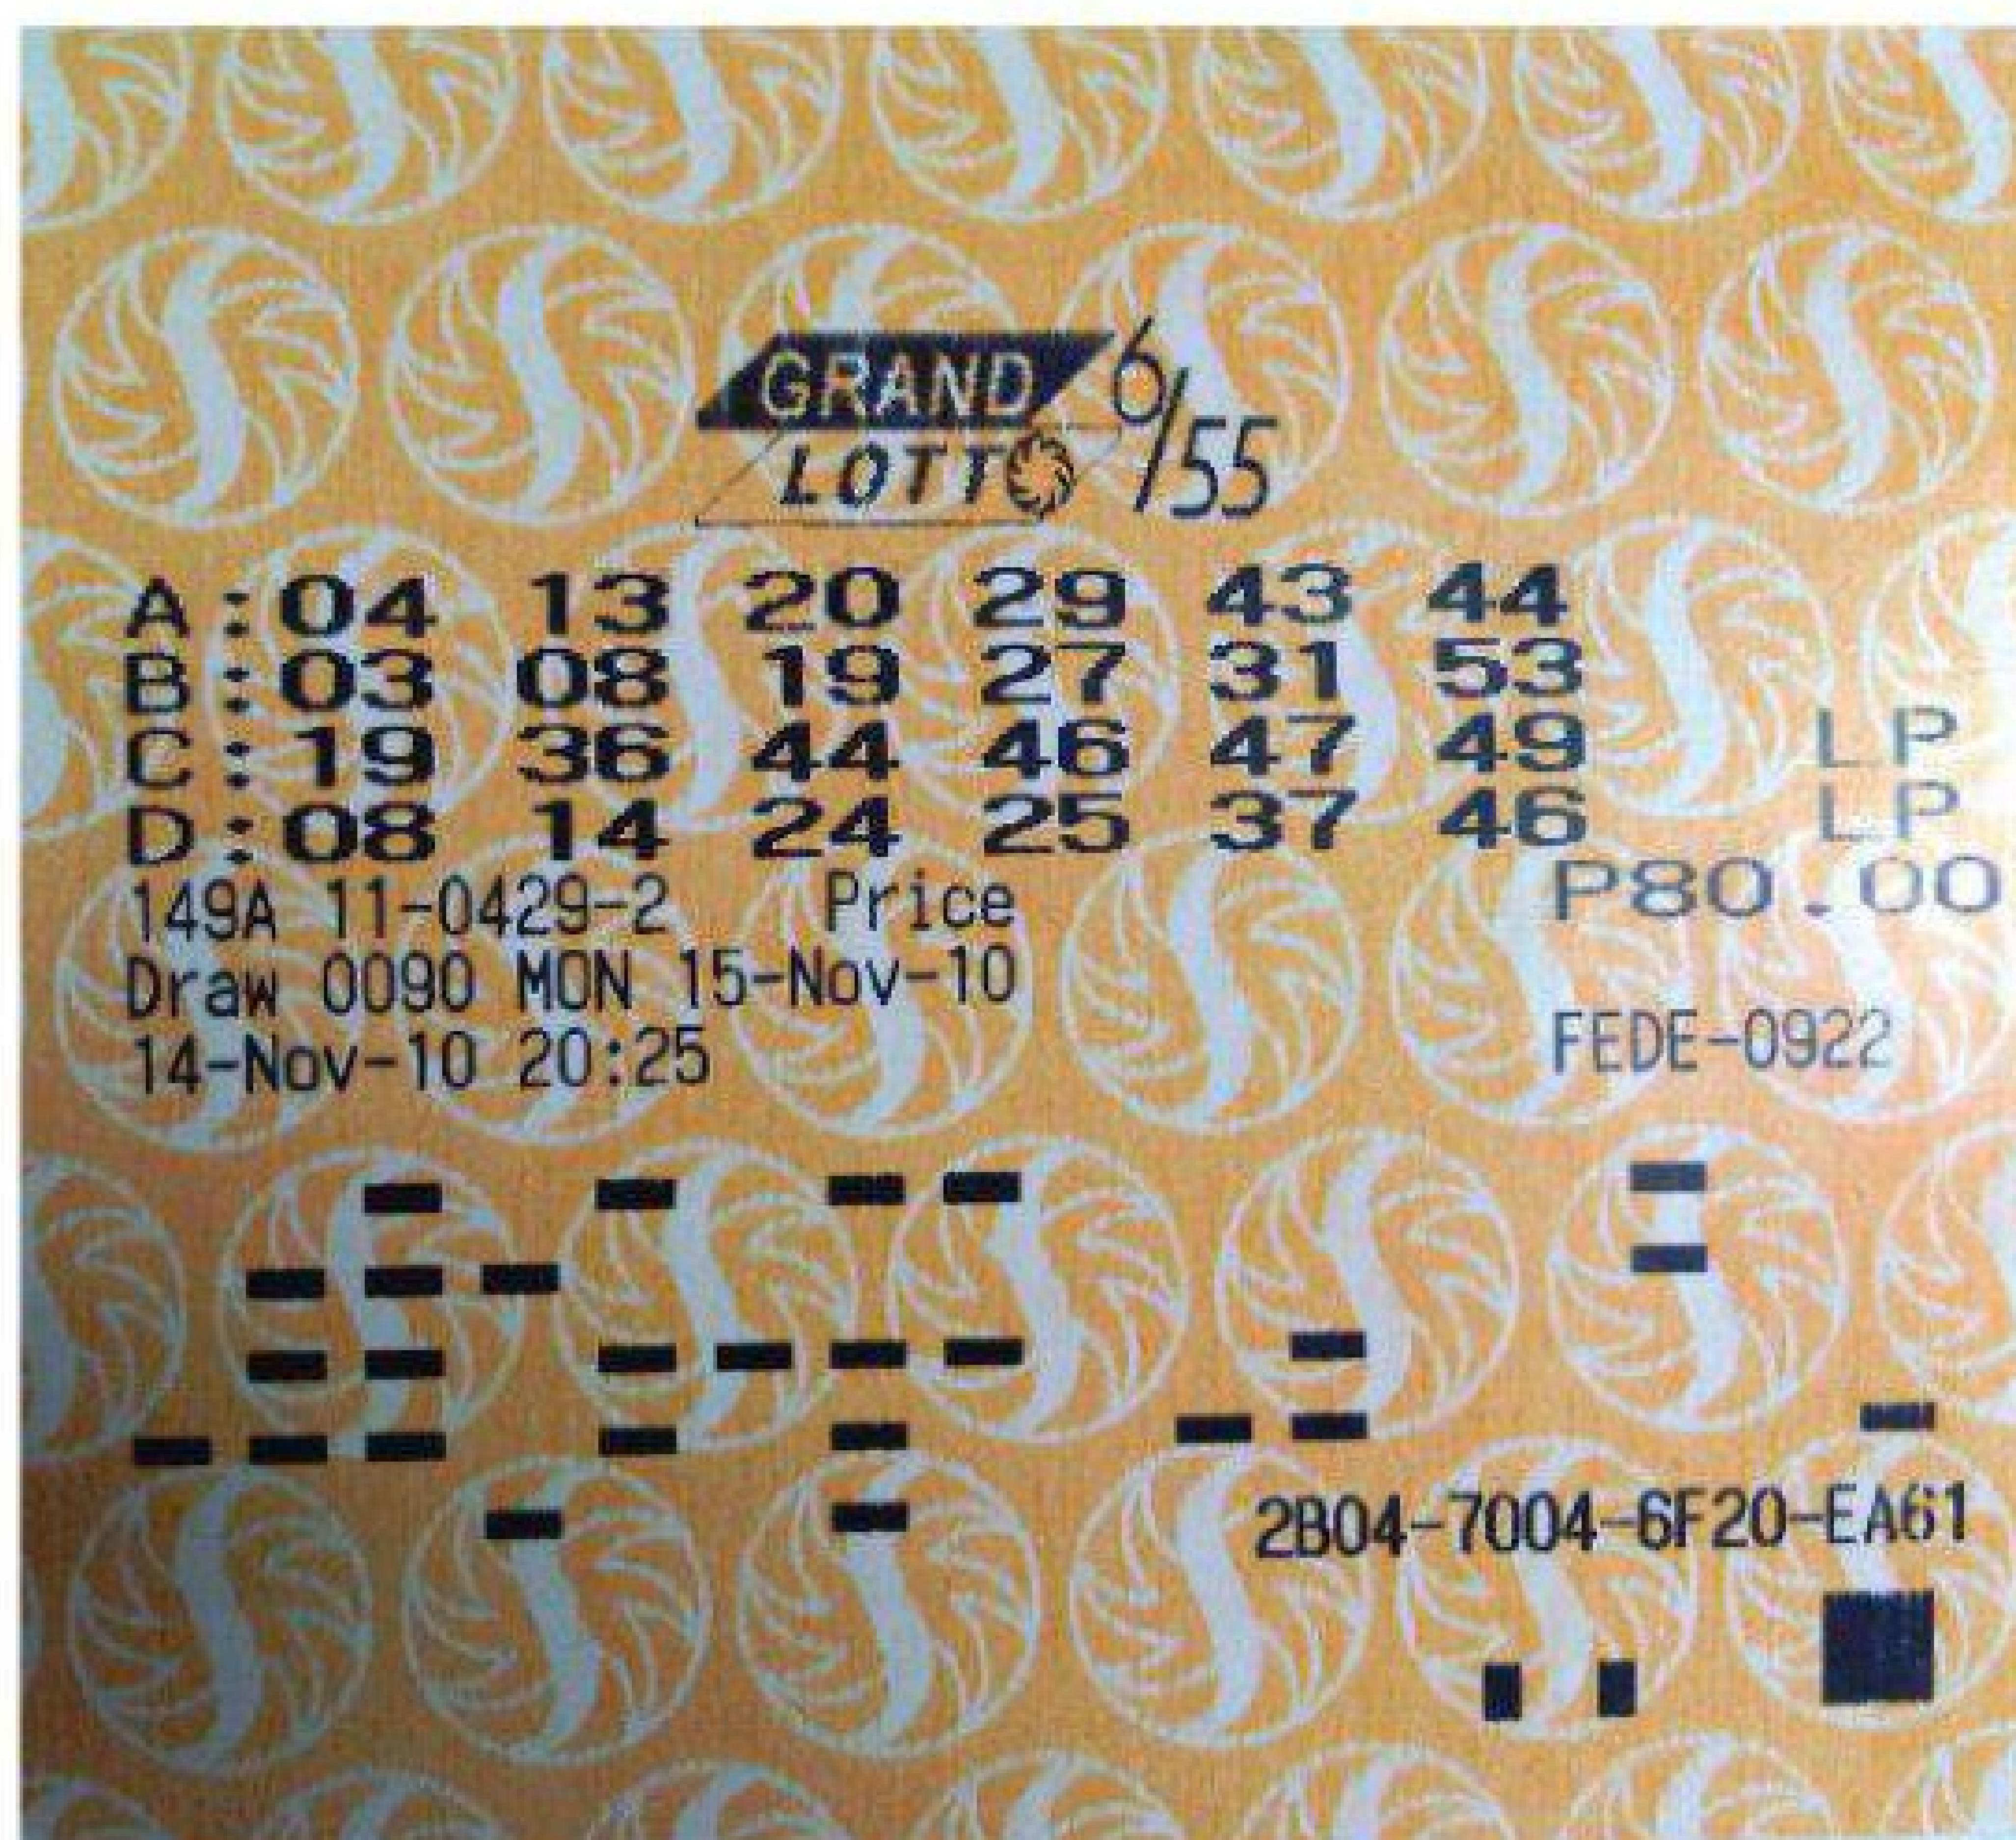 GRAND 6/55
LOTTO
A:04 13 20 29 43 44
B:03 08 19 27 31 53
C:19 36 44 46 47 49 LP
D:08 14 24 25 37 46 LP
149A 11-0429-2 Price P80.00
Draw 0090 MON 15-Nov-10
14-Nov-10 20:25 FEDE-0922
2B04-7004-6F20-EA61